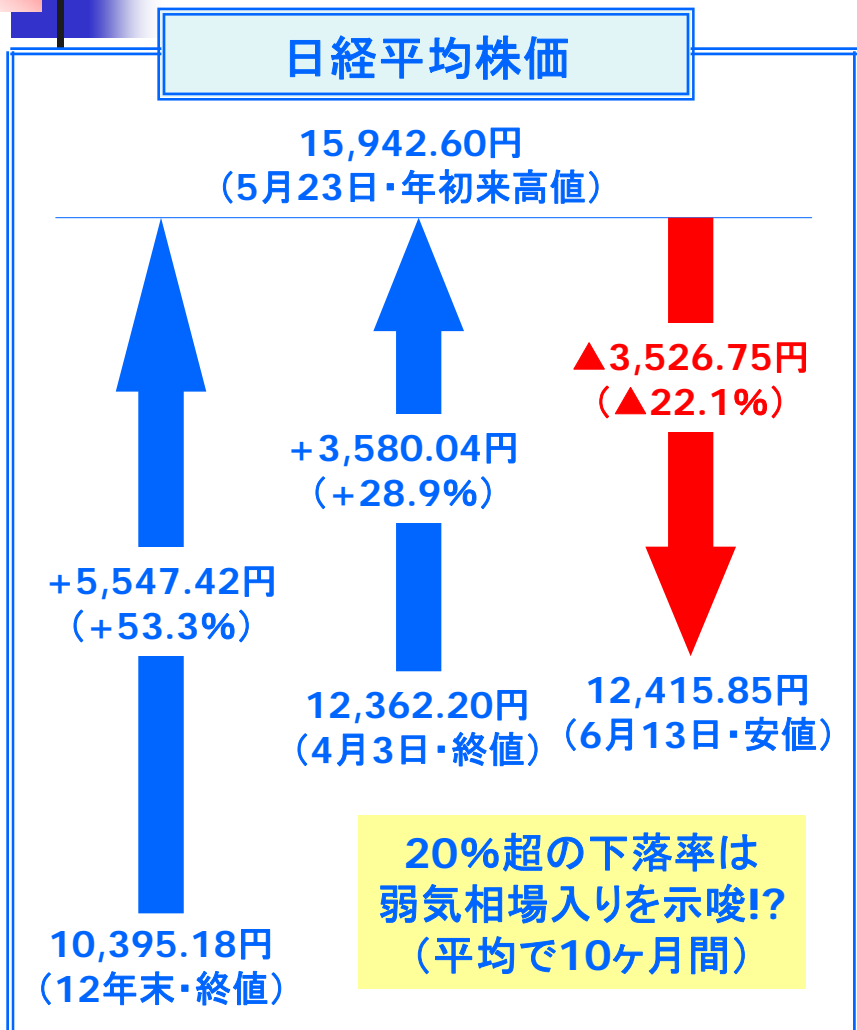 日経平均株価
15,942.60円
（5月23日・年初来高値）
▲3,526.75円
（▲22.1%）
+3,580.04円
（+28.9%）
+5,547.42円
（+53.3%）
12,362.20円
（4月3日・終値）
12,415.85円
（6月13日・安値）
20%超の下落率は
弱気相場入りを示唆!?
（平均で10ヶ月間）
10,395.18円
（12年末・終値）